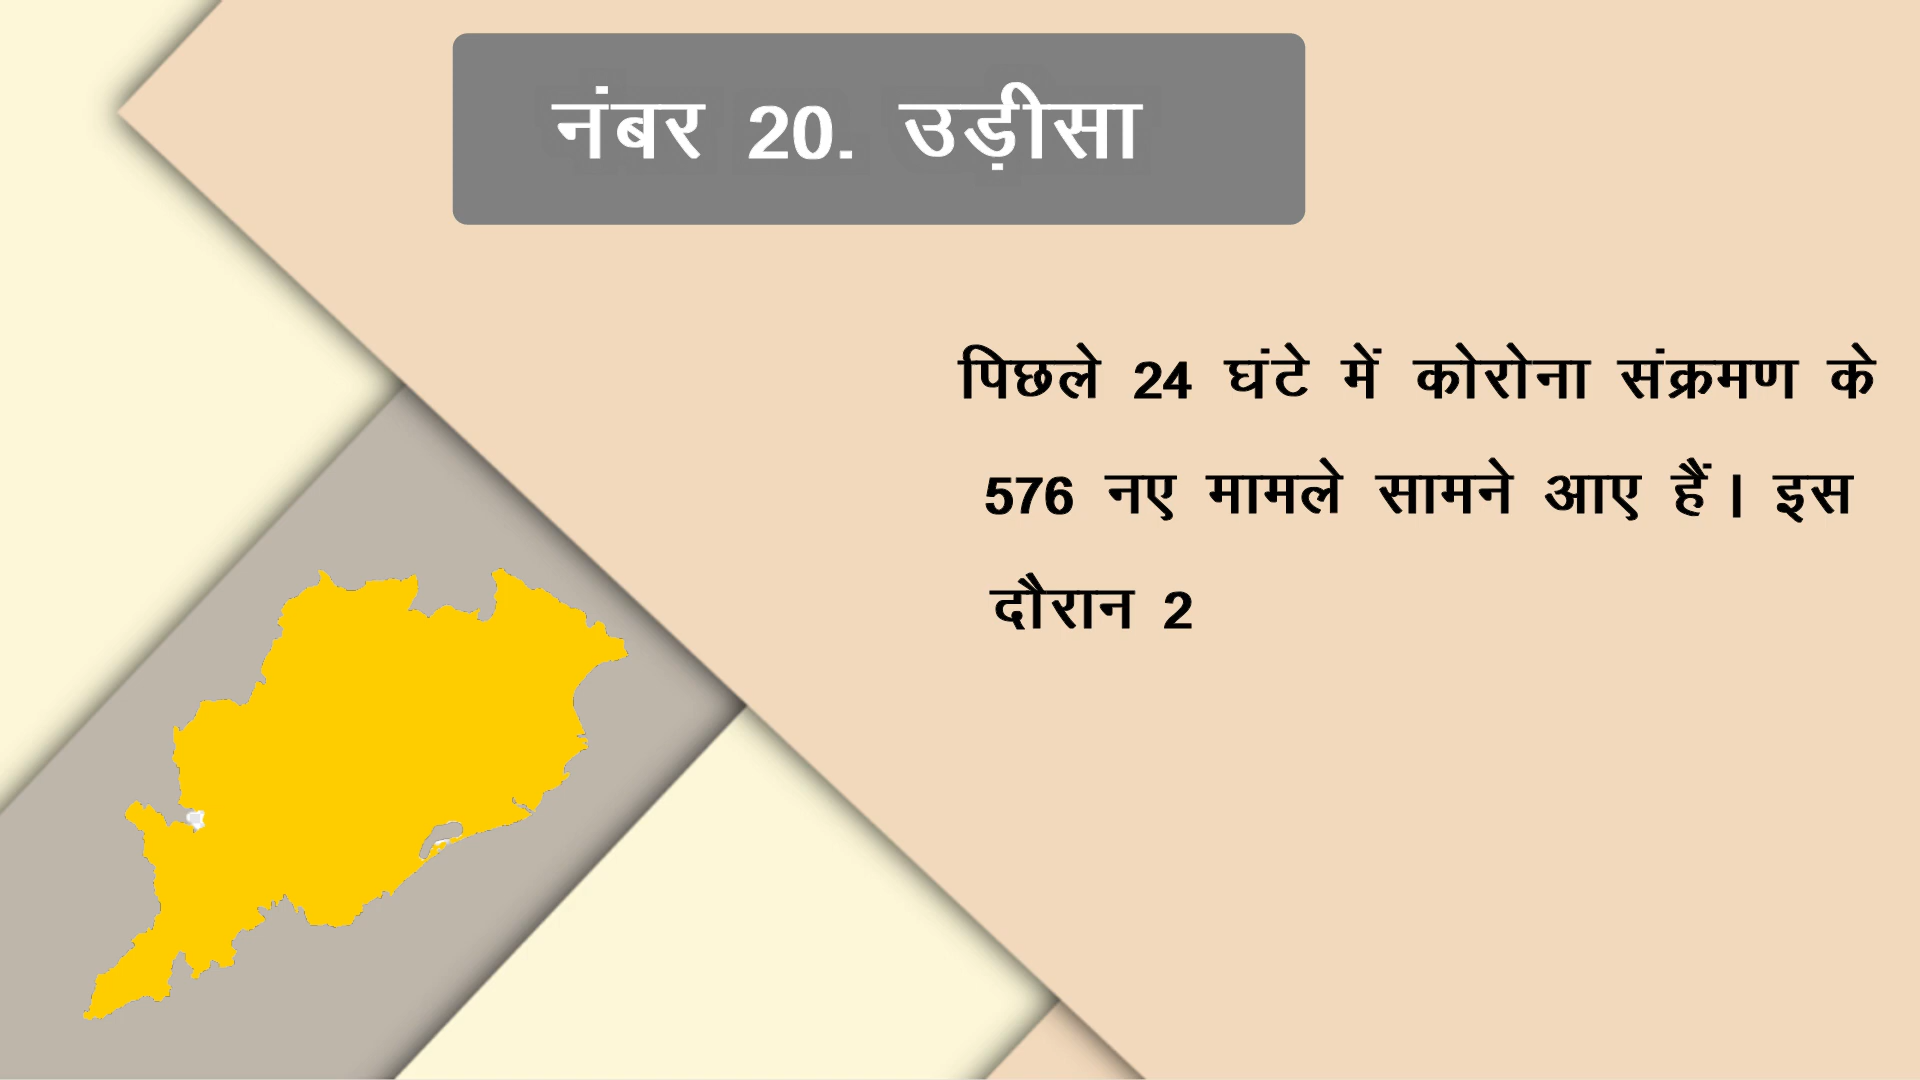 नंबर 20. उड़ीसा
पिछले 24 घंटे में कोरोना संक्रमण के
576 नए मामले सामने आए हैं। इस
दौरान 2